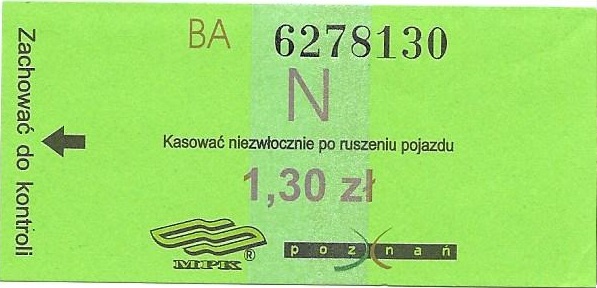 Zachować do kontroli
BA 6278130
N
Kasować niezwłocznie po ruszeniu pojazdu
1,30 zł
MPK ®
poznań